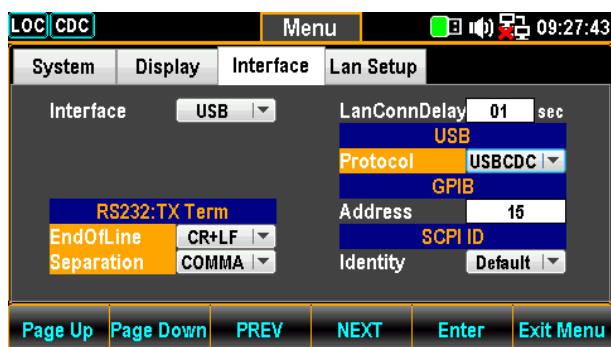 LOC CDC Menu 09:27:43
System Display Interface Lan Setup
Interface USB
LanConnDelay 01 sec
USB
Protocol USBCDC
GPIB
RS232:TX Term
Address 15
EndOfLine CR+LF
SCPI ID
Separation COMMA
Identity Default
Page Up Page Down PREV NEXT Enter Exit Menu